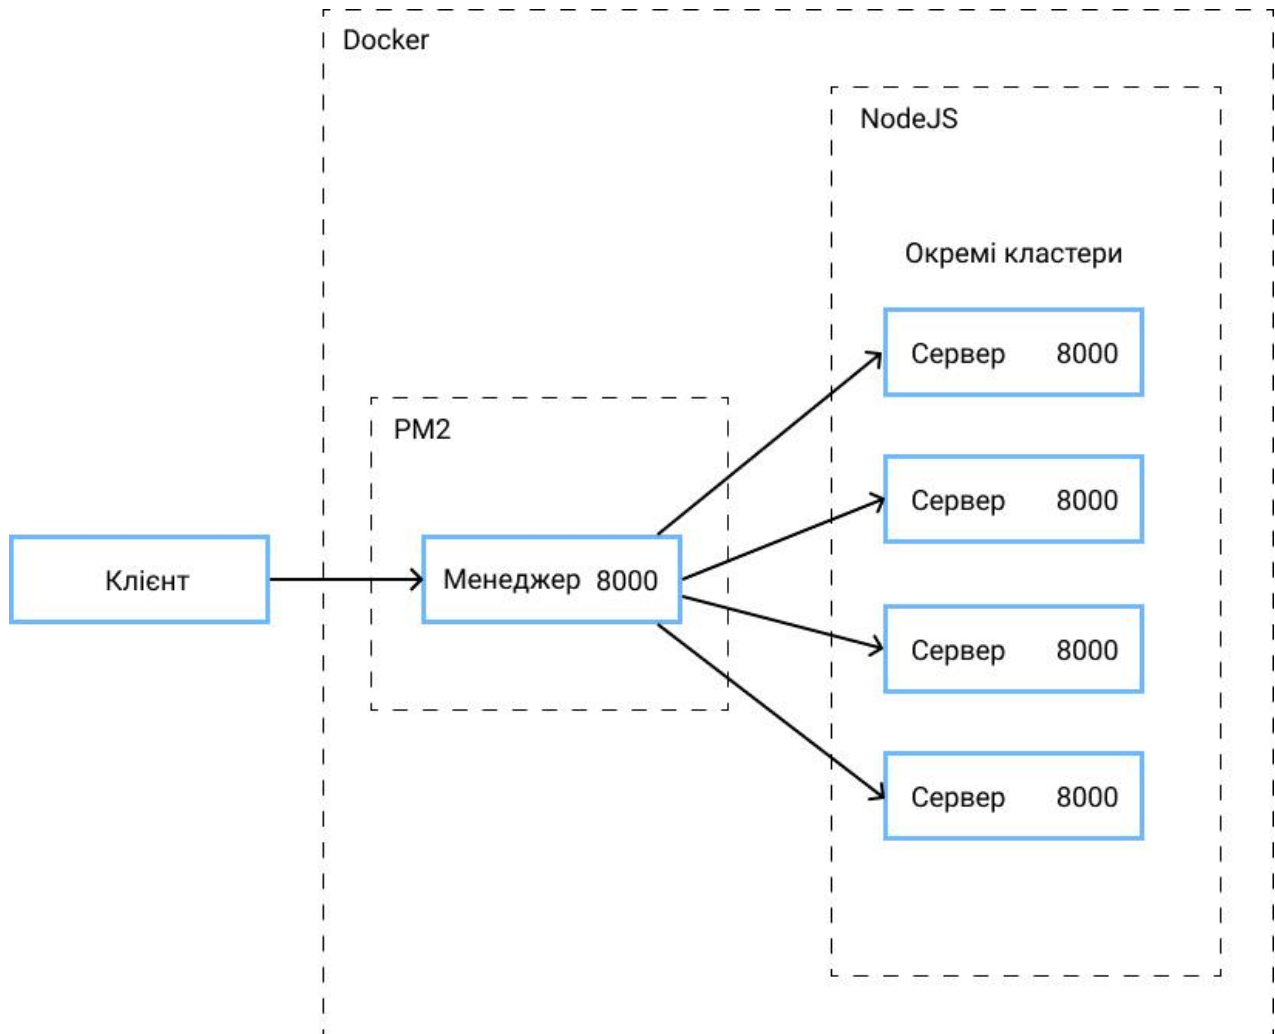 Docker
NodeJS
Окремі кластери
Сервер 8000
PM2
Сервер 8000
Клієнт
Менеджер 8000
Сервер 8000
Сервер 8000